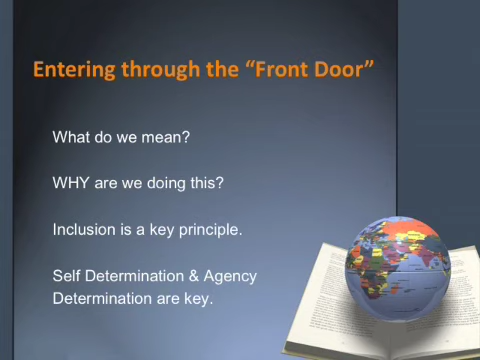 Entering through the “Front Door”
What do we mean?
WHY are we doing this?
Inclusion is a key principle.
Self Determination & Agency
Determination are key.